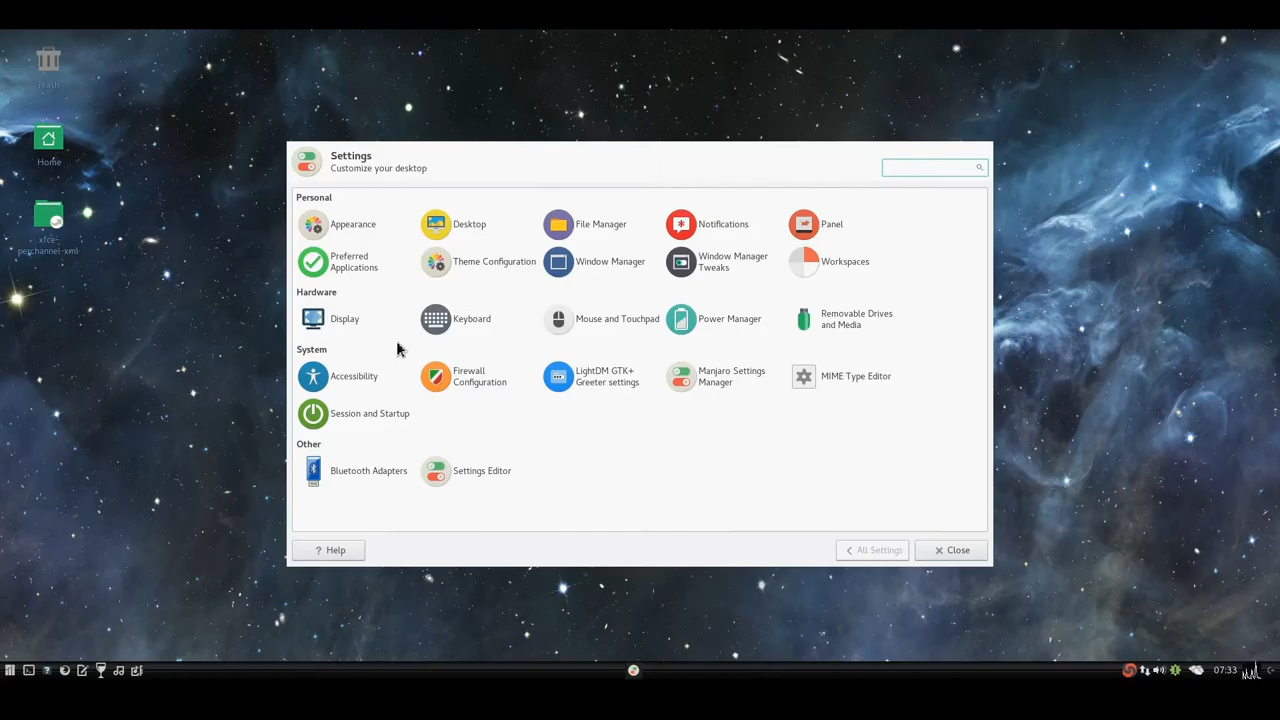 Trash
Home
xfce-
perchannel-xml
Settings
Customize your desktop
Personal
Appearance
Desktop
File Manager
Notifications
Panel
Preferred
Applications
Theme Configuration
Window Manager
Window Manager
Tweaks
Workspaces
Hardware
Display
Keyboard
Mouse and Touchpad
Power Manager
Removable Drives
and Media
System
Accessibility
Firewall
Configuration
LightDM GTK+
Greeter settings
Manjaro Settings
Manager
MIME Type Editor
Session and Startup
Other
Bluetooth Adapters
Settings Editor
? Help
All Settings
Close
07:33